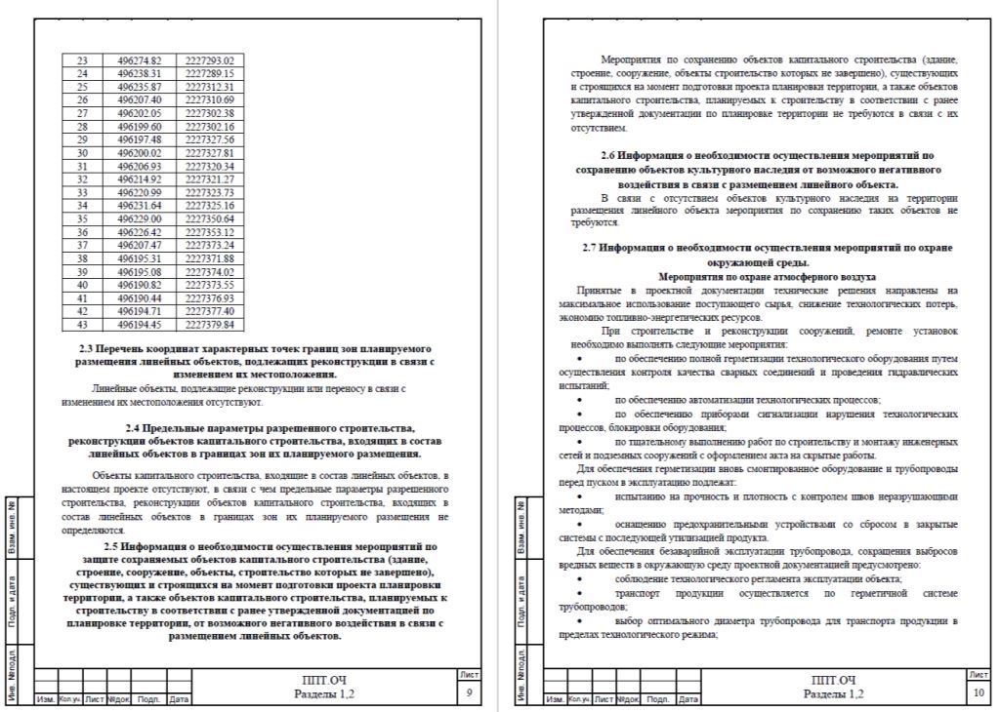 23 496274.82 2227293.02
24 496238.31 2227289.15
25 496235.87 2227312.31
26 496207.40 2227310.69
27 496202.05 2227302.38
28 496199.60 2227302.16
29 496197.48 2227327.56
30 496200.02 2227327.81
31 496206.93 2227320.34
32 496214.92 2227321.27
33 496220.99 2227323.73
34 496231.64 2227325.16
35 496229.00 2227350.64
36 496226.42 2227353.12
37 496207.47 2227373.24
38 496195.31 2227371.88
39 496195.08 2227374.02
40 496190.82 2227373.55
41 496190.44 2227376.93
42 496194.71 2227377.40
43 496194.45 2227379.84
2.3 Перечень координат характерных точек границ зон планируемого
размещения линейных объектов, подлежащих реконструкции в связи с
изменением их местоположения.
Линейные объекты, подлежащие реконструкции или переносу в связи с
изменением их местоположения отсутствуют.
2.4 Предельные параметры разрешенного строительства,
реконструкции объектов капитального строительства, входящих в состав
линейных объектов в границах зон их планируемого размещения.
Объекты капитального строительства, входящие в состав линейных объектов, в
настоящем проекте отсутствуют, в связи с чем предельные параметры разрешенного
строительства, реконструкции объектов капитального строительства, входящих в
состав линейных объектов в границах зон их планируемого размещения не
определяются.
2.5 Информация о необходимости осуществления мероприятий по
защите сохраняемых объектов капитального строительства (здание,
строение, сооружение, объекты, строительство которых не завершено),
существующих и строящихся на момент подготовки проекта планировки
территории, а также объектов капитального строительства, планируемых к
строительству в соответствии с ранее утвержденной документацией по
планировке территории, от возможного негативного воздействия в связи с
размещением линейных объектов.
Взам. инв. №
Подп. и дата
Инв. №подл.
Изм. Кол.уч. Лист №док. Подп. Дата
ППТ.ОЧ
Разделы 1,2
Лист
9
Мероприятия по сохранению объектов капитального строительства (здание,
строение, сооружение, объекты строительство которых не завершено), существующих
и строящихся на момент подготовки проекта планировки территории, а также объектов
капитального строительства, планируемых к строительству в соответствии с ранее
утвержденной документации по планировке территории не требуются в связи с их
отсутствием.
2.6 Информация о необходимости осуществления мероприятий по
сохранению объектов культурного наследия от возможного негативного
воздействия в связи с размещением линейного объекта.
В связи с отсутствием объектов культурного наследия на территории
размещения линейного объекта мероприятия по сохранению таких объектов не
требуются.
2.7 Информация о необходимости осуществления мероприятий по охране
окружающей среды.
Мероприятия по охране атмосферного воздуха
Принятые в проектной документации технические решения направлены на
максимальное использование поступающего сырья, снижение технологических потерь,
экономию топливно-энергетических ресурсов.
При строительстве и реконструкции сооружений, ремонте установок
необходимо выполнять следующие мероприятия:
• по обеспечению полной герметизации технологического оборудования путем
осуществления контроля качества сварных соединений и проведения гидравлических
испытаний;
• по обеспечению автоматизации технологических процессов;
• по обеспечению приборами сигнализации нарушения технологических
процессов, блокировки оборудования;
• по тщательному выполнению работ по строительству и монтажу инженерных
сетей и подземных сооружений с оформлением акта на скрытые работы.
Для обеспечения герметизации вновь смонтированное оборудование и трубопроводы
перед пуском в эксплуатацию подлежат:
• испытанию на прочность и плотность с контролем швов неразрушающими
методами;
• оснащению предохранительными устройствами со сбросом в закрытые
системы с последующей утилизацией продукта.
Для обеспечения безаварийной эксплуатации трубопровода, сокращения выбросов
вредных веществ в окружающую среду проектной документацией предусмотрено:
• соблюдение технологического регламента эксплуатации объекта;
• транспорт продукции осуществляется по герметичной системе
трубопроводов;
• выбор оптимального диаметра трубопровода для транспорта продукции в
пределах технологического режима;
Взам. инв. №
Подп. и дата
Инв. №подл.
Изм. Кол.уч. Лист №док. Подп. Дата
ППТ.ОЧ
Разделы 1,2
Лист
10